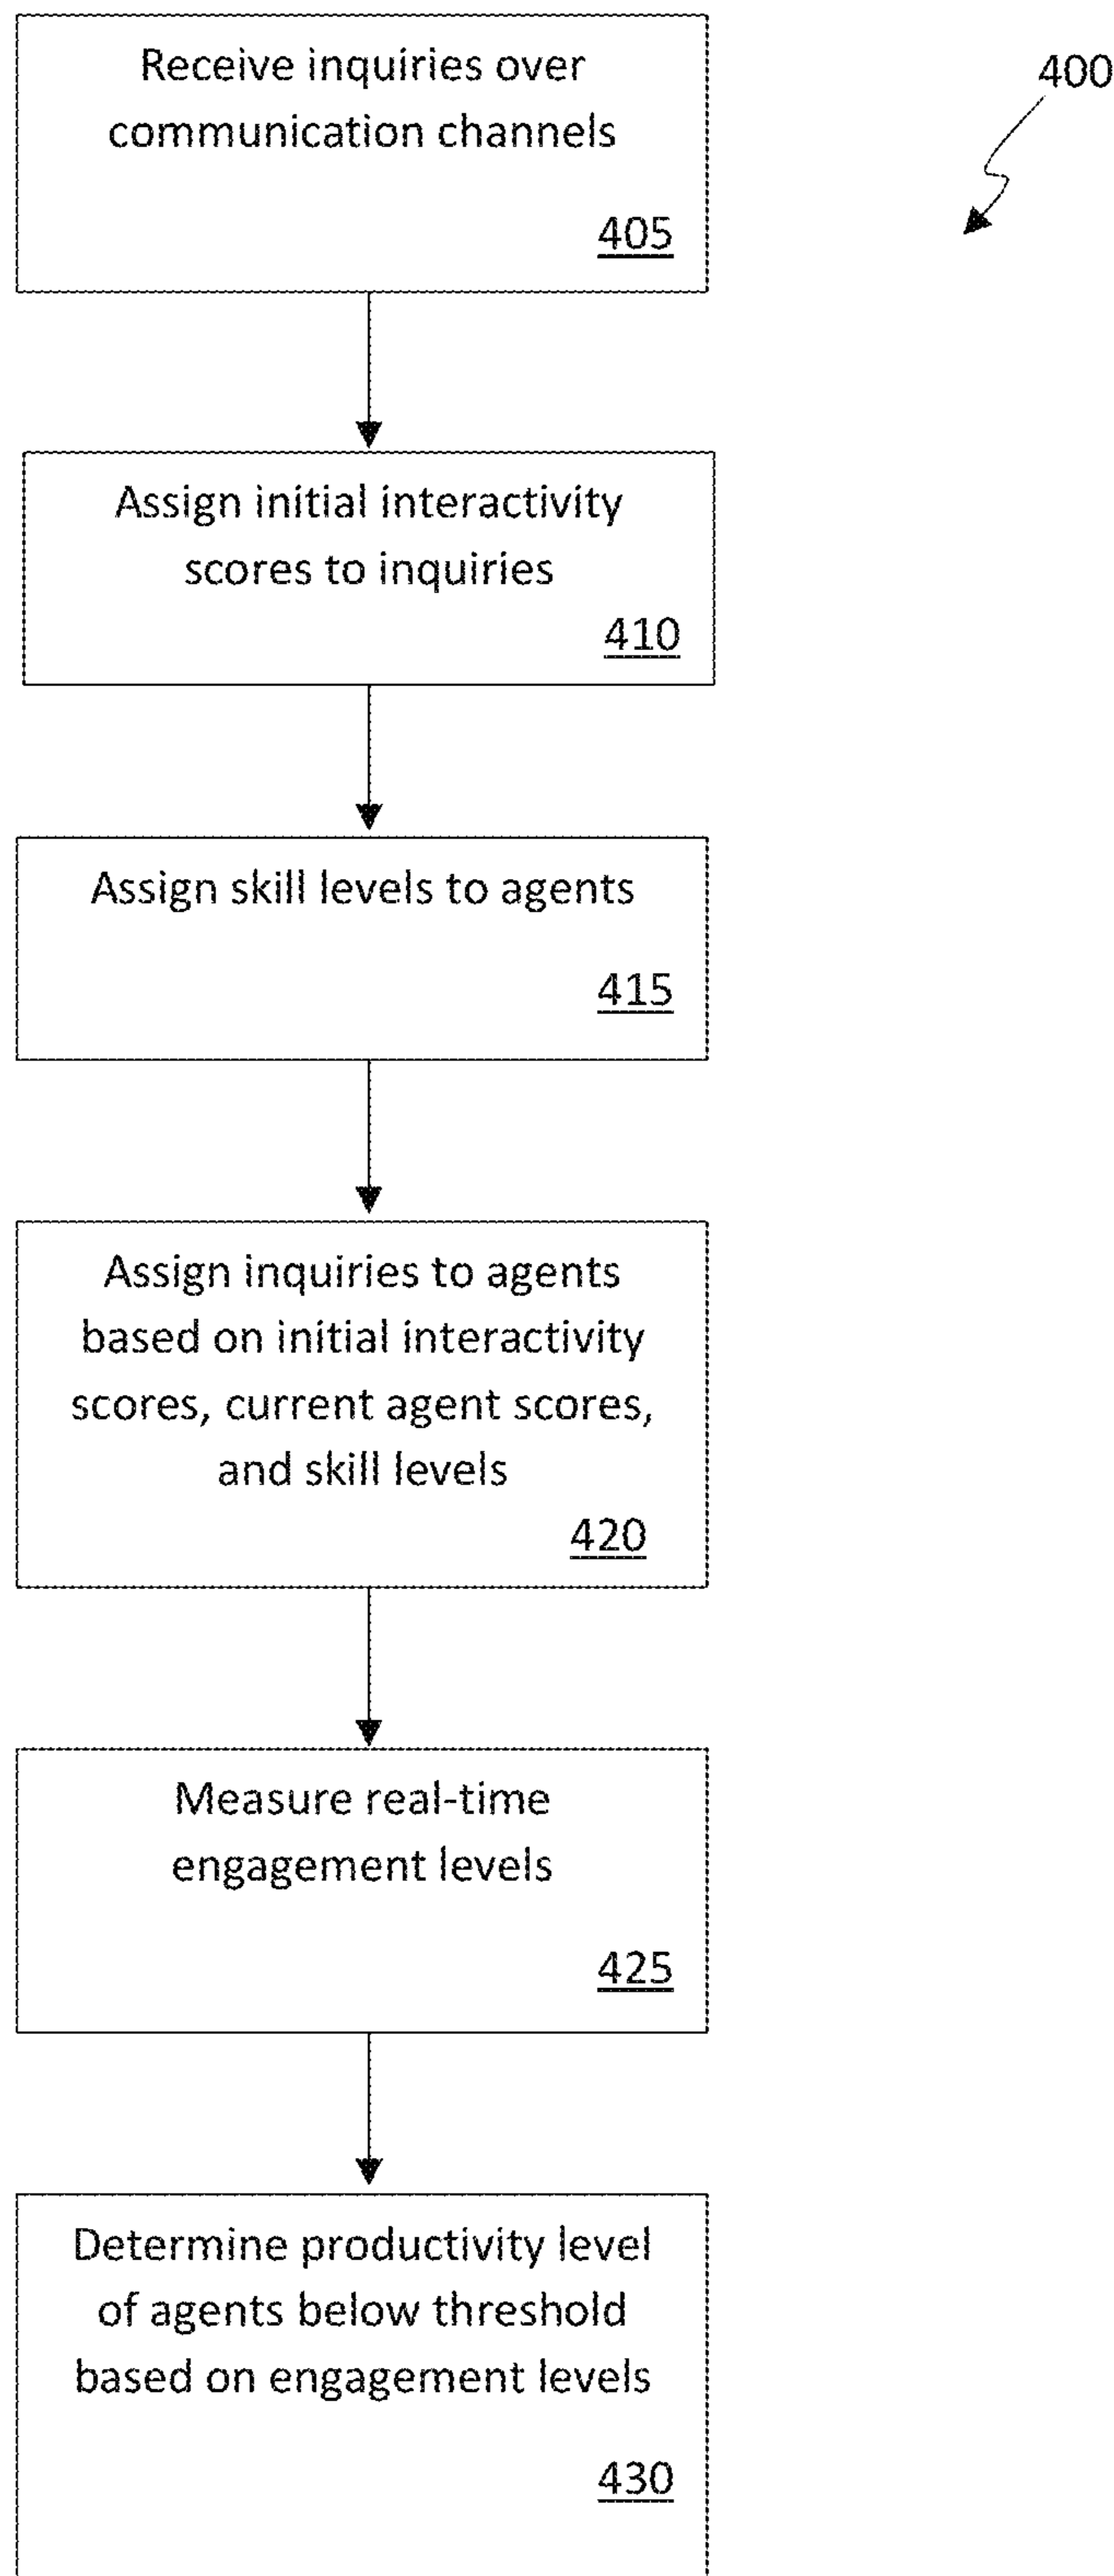 Receive inquiries over
communication channels
405
400
Assign initial interactivity
scores to inquiries
410
Assign skill levels to agents
415
Assign inquiries to agents
based on initial interactivity
scores, current agent scores,
and skill levels
420
Measure real-time
engagement levels
425
Determine productivity level
of agents below threshold
based on engagement levels
430